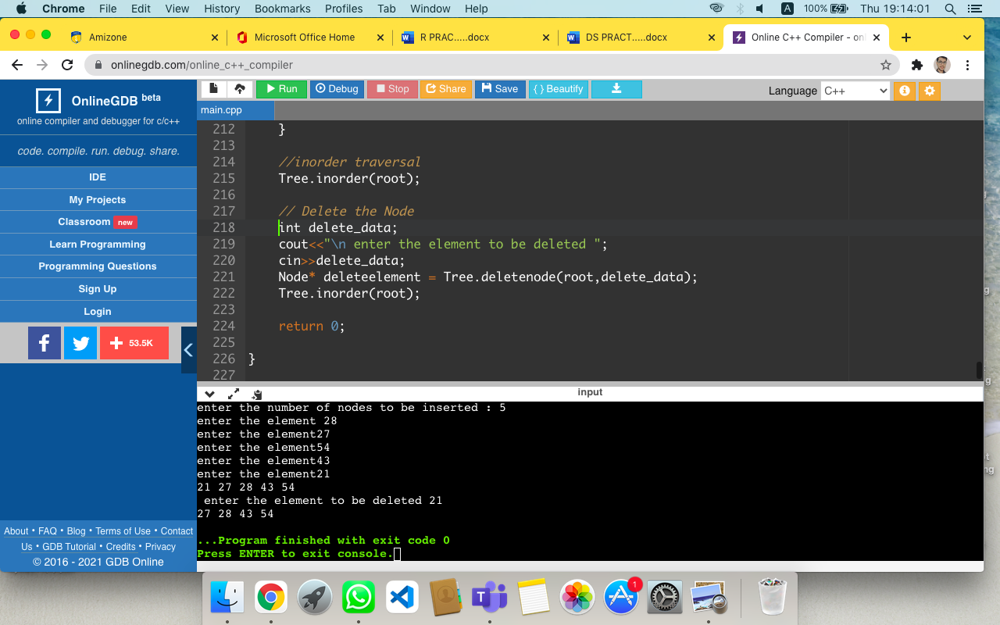 Chrome File Edit View History Bookmarks Profiles Tab Window Help A 100% Thu 19:14:01
Amizone Microsoft Office Home R PRAC.....docx DS PRACT.....docx Online C++ Compiler - onl
onlinegdb.com/online_c++_compiler
OnlineGDB beta
online compiler and debugger for c/c++
code. compile. run. debug. share.
IDE
My Projects
Classroom new
Learn Programming
Programming Questions
Sign Up
Login
53.5K
About • FAQ • Blog • Terms of Use • Contact
Us • GDB Tutorial • Credits • Privacy
© 2016 - 2021 GDB Online
Run Debug Stop Share Save { } Beautify Language C++
main.cpp
212 }
213
214 //inorder traversal
215 Tree.inorder(root);
216
217 // Delete the Node
218 int delete_data;
219 cout<<"\n enter the element to be deleted ";
220 cin>>delete_data;
221 Node* deleteelement = Tree.deletenode(root,delete_data);
222 Tree.inorder(root);
223
224 return 0;
225
226 }
227
input
enter the number of nodes to be inserted : 5
enter the element 28
enter the element27
enter the element54
enter the element43
enter the element21
21 27 28 43 54
enter the element to be deleted 21
27 28 43 54
...Program finished with exit code 0
Press ENTER to exit console.
1